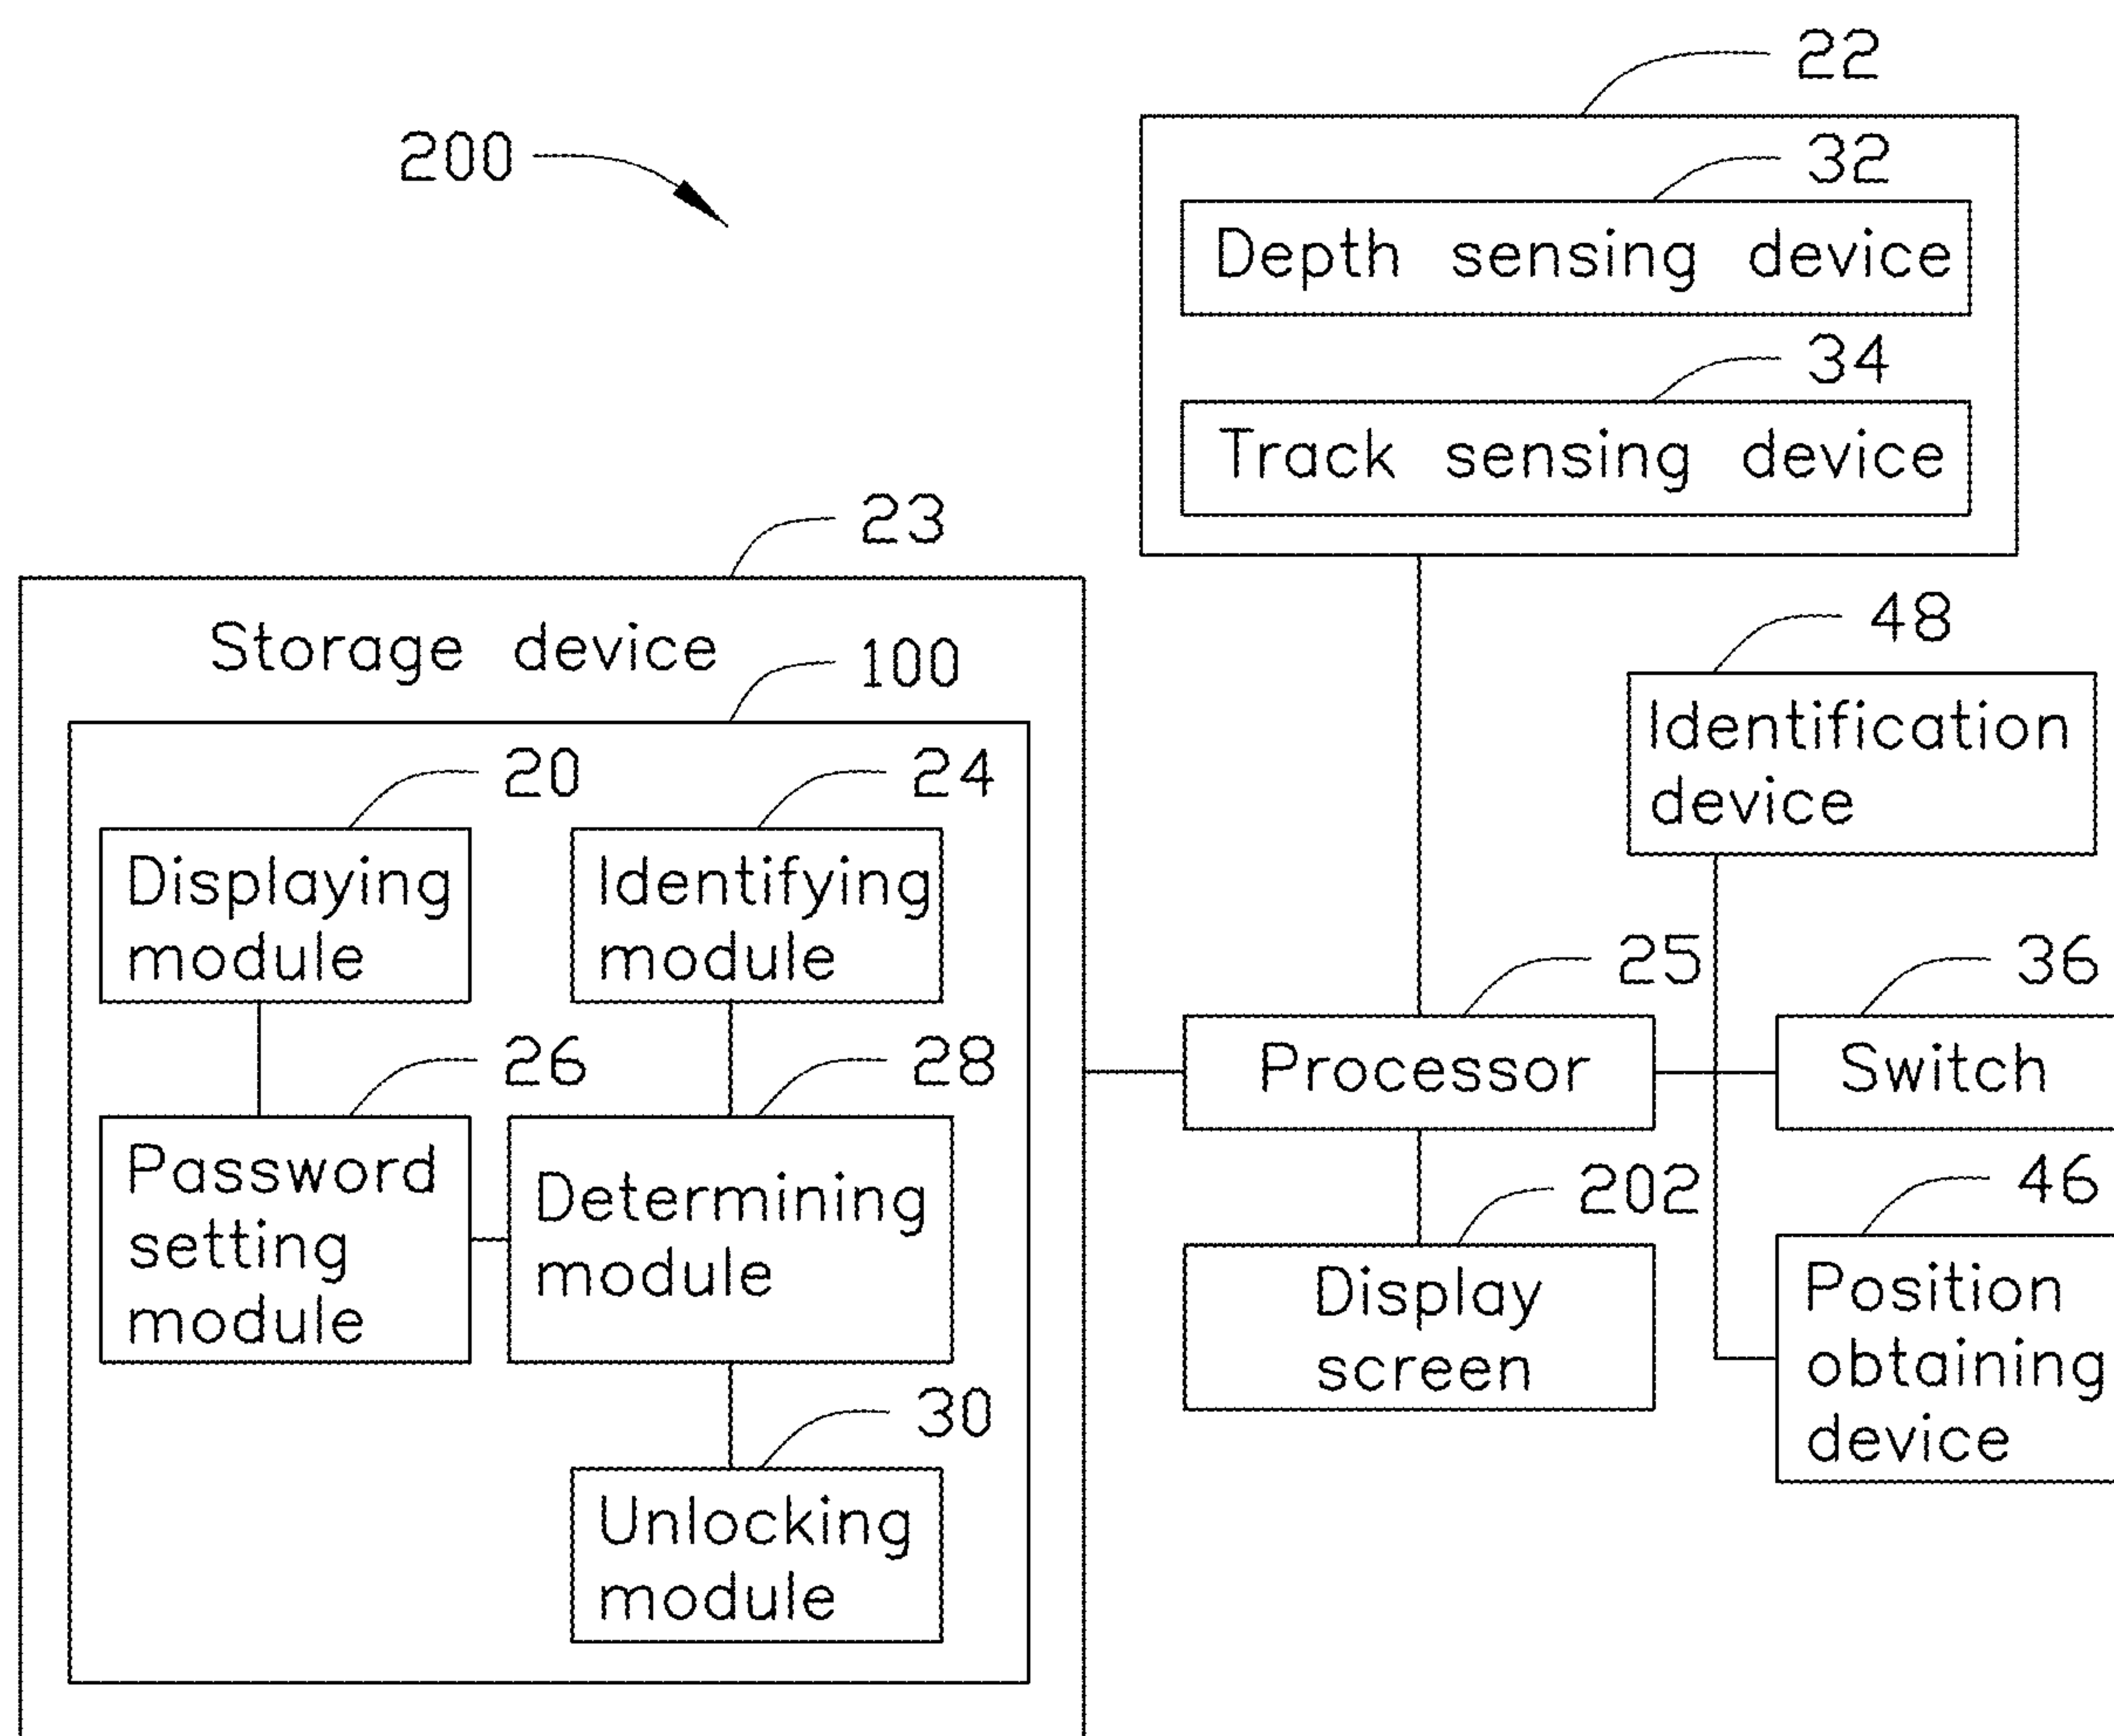 22
200
32
Depth sensing device
34
Track sensing device
23
Storage device
100
48
Identification
device
20
24
Displaying
module
Identifying
module
25
36
Processor
Switch
26
28
Password
setting
module
Determining
module
202
46
Display
screen
Position
obtaining
device
30
Unlocking
module